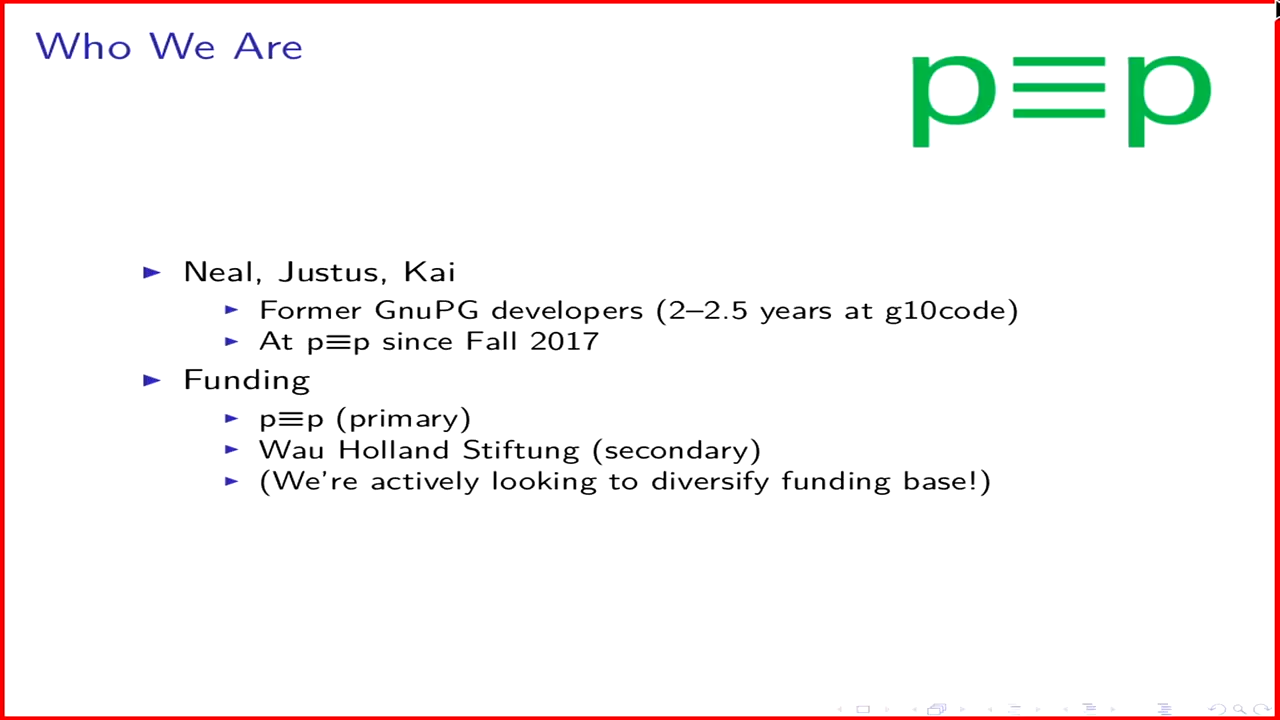 Who We Are
p≡p
Neal, Justus, Kai
Former GnuPG developers (2–2.5 years at g10code)
At p≡p since Fall 2017
Funding
p≡p (primary)
Wau Holland Stiftung (secondary)
(We're actively looking to diversify funding base!)